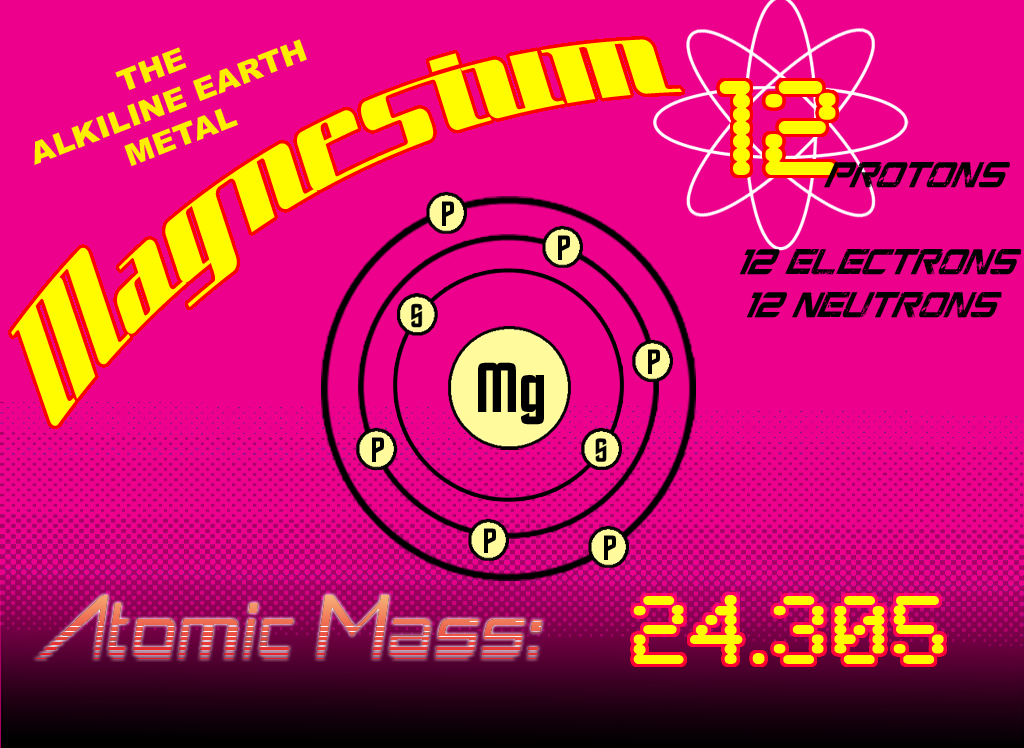 THE
ALKILINE EARTH
METAL
Magnesium
12
PROTONS
12 ELECTRONS
12 NEUTRONS
P
P
S
P
Mg
P
S
P
P
Atomic Mass: 24.305